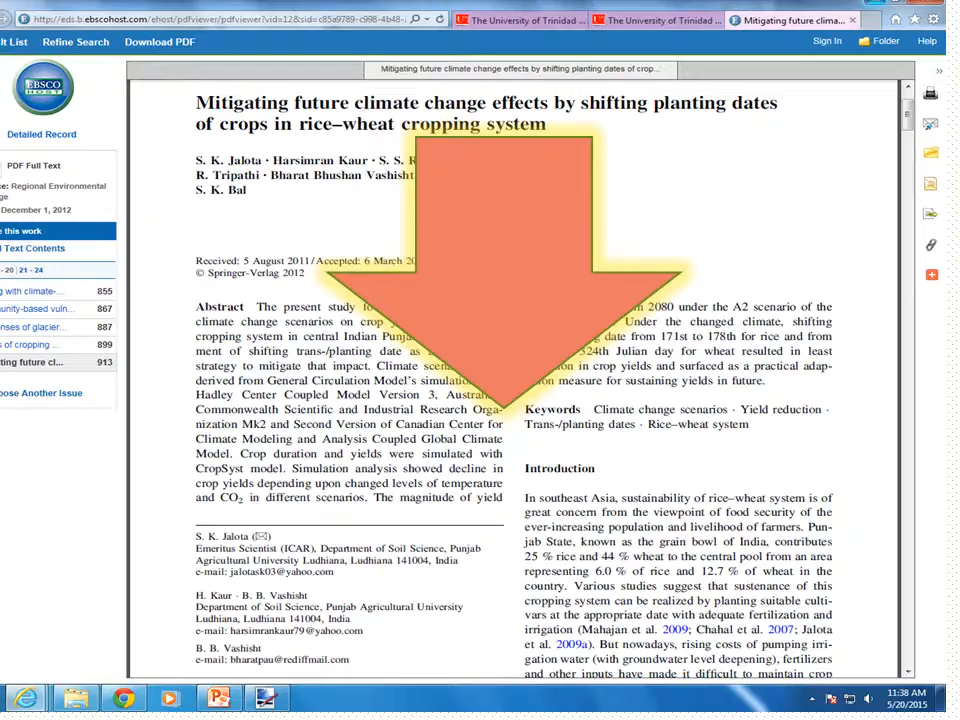 http://eds.b.ebscohost.com/ehost/pdfviewer/pdfviewer?vid=12&sid=c85a9789-c998-4b48-
The University of Trinidad ...
The University of Trinidad ...
Mitigating future clima...
lt List Refine Search Download PDF
Sign In Folder Help
Mitigating future climate change effects by shifting planting dates of crop...
EBSCO
HOST
Detailed Record
PDF Full Text
ce: Regional Environmental
ge
December 1, 2012
e this work
l Text Contents
- 20 | 21 - 24
g with climate-... 855
unity-based vuln... 867
nses of glacier... 887
s of cropping ... 899
ting future cl... 913
oose Another Issue
Mitigating future climate change effects by shifting planting dates
of crops in rice–wheat cropping system
S. K. Jalota · Harsimran Kaur · S. S. R
R. Tripathi · Bharat Bhushan Vashisht
S. K. Bal
Received: 5 August 2011 / Accepted: 6 March 20
© Springer-Verlag 2012
Abstract The present study fo
climate change scenarios on crop y
cropping system in central Indian Punja
ment of shifting trans-/planting date as
strategy to mitigate that impact. Climate scen
derived from General Circulation Model's simulatio
Hadley Center Coupled Model Version 3, Austral
Commonwealth Scientific and Industrial Research Orga-
nization Mk2 and Second Version of Canadian Center for
Climate Modeling and Analysis Coupled Global Climate
Model. Crop duration and yields were simulated with
CropSyst model. Simulation analysis showed decline in
crop yields depending upon changed levels of temperature
and CO2 in different scenarios. The magnitude of yield
S. K. Jalota (✉)
Emeritus Scientist (ICAR), Department of Soil Science, Punjab
Agricultural University Ludhiana, Ludhiana 141004, India
e-mail: jalotask03@yahoo.com
H. Kaur · B. B. Vashisht
Department of Soil Science, Punjab Agricultural University
Ludhiana, Ludhiana 141004, India
e-mail: harsimrankaur79@yahoo.com
B. B. Vashisht
e-mail: bharatpau@rediffmail.com
2080 under the A2 scenario of the
Under the changed climate, shifting
date from 171st to 178th for rice and from
324th Julian day for wheat resulted in least
in crop yields and surfaced as a practical adap-
tion measure for sustaining yields in future.
Keywords Climate change scenarios · Yield reduction ·
Trans-/planting dates · Rice–wheat system
Introduction
In southeast Asia, sustainability of rice–wheat system is of
great concern from the viewpoint of food security of the
ever-increasing population and livelihood of farmers. Pun-
jab State, known as the grain bowl of India, contributes
25 % rice and 44 % wheat to the central pool from an area
representing 6.0 % of rice and 12.7 % of wheat in the
country. Various studies suggest that sustenance of this
cropping system can be realized by planting suitable culti-
vars at the appropriate date with adequate fertilization and
irrigation (Mahajan et al. 2009; Chahal et al. 2007; Jalota
et al. 2009a). But nowadays, rising costs of pumping irri-
gation water (with groundwater level deepening), fertilizers
and other inputs have made it difficult to maintain crop
11:38 AM
5/20/2015